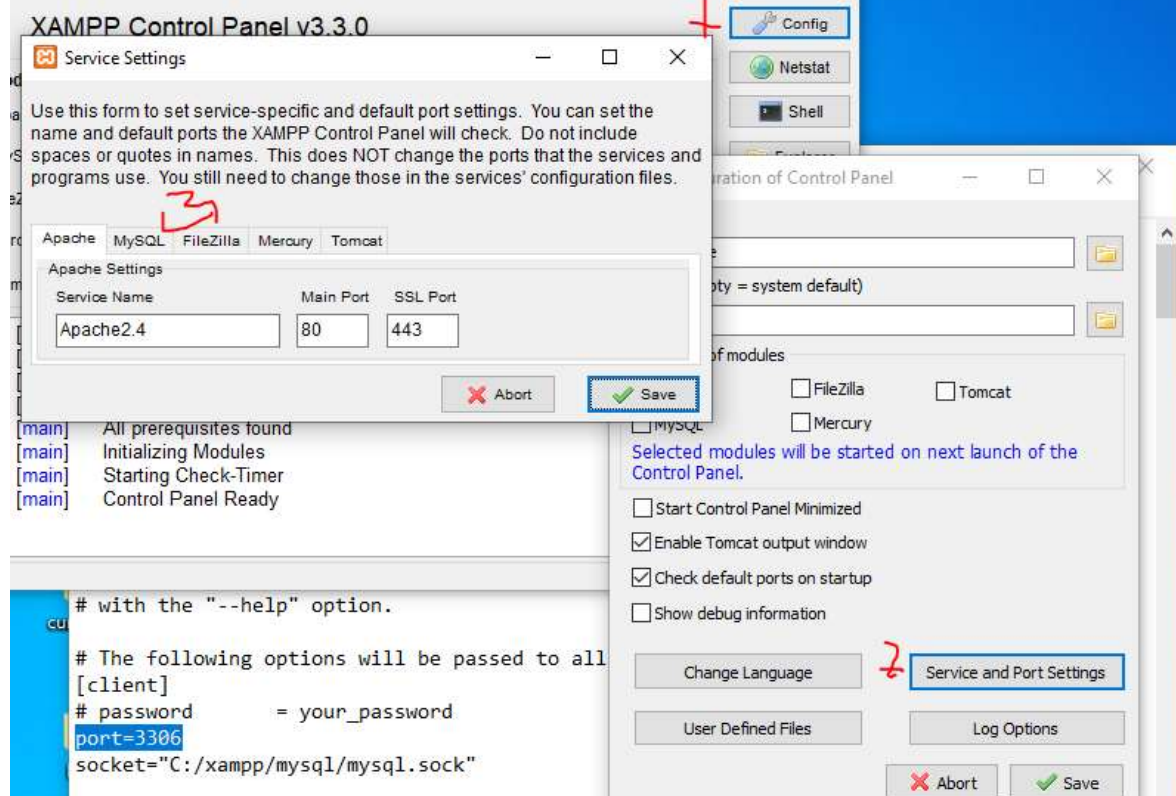 XAMPP Control Panel v3.3.0
1
Config
Netstat
Shell
Service Settings
Use this form to set service-specific and default port settings. You can set the
name and default ports the XAMPP Control Panel will check. Do not include
spaces or quotes in names. This does NOT change the ports that the services and
programs use. You still need to change those in the services' configuration files.
3
Apache MySQL FileZilla Mercury Tomcat
Apache Settings
Service Name Main Port SSL Port
Apache2.4 80 443
Abort Save
of Control Panel
= system default)
of modules
FileZilla Tomcat
MySQL Mercury
Selected modules will be started on next launch of the
Control Panel.
Start Control Panel Minimized
Enable Tomcat output window
Check default ports on startup
Show debug information
2
Change Language Service and Port Settings
User Defined Files Log Options
Abort Save
[main] All prerequisites found
[main] Initializing Modules
[main] Starting Check-Timer
[main] Control Panel Ready
# with the "--help" option.
# The following options will be passed to all
[client]
# password = your_password
port=3306
socket="C:/xampp/mysql/mysql.sock"